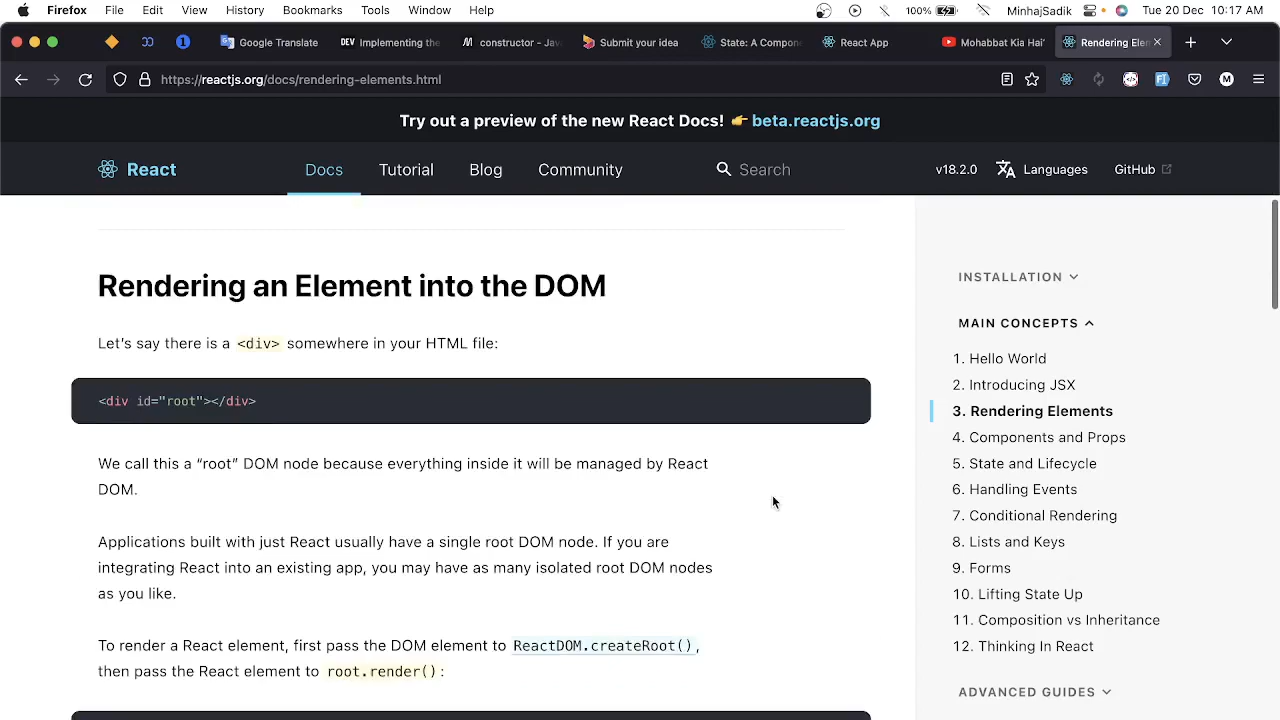 Firefox File Edit View History Bookmarks Tools Window Help 100% MinhajSadik Tue 20 Dec 10:17 AM
Google Translate DEV Implementing the constructor - Jav Submit your idea State: A Compon React App Mohabbat Kia Hai' Rendering Elem
https://reactjs.org/docs/rendering-elements.html
Try out a preview of the new React Docs! 👉 beta.reactjs.org
React Docs Tutorial Blog Community Search v18.2.0 Languages GitHub
Rendering an Element into the DOM
Let's say there is a <div> somewhere in your HTML file:
<div id="root"></div>
We call this a “root” DOM node because everything inside it will be managed by React
DOM.
Applications built with just React usually have a single root DOM node. If you are
integrating React into an existing app, you may have as many isolated root DOM nodes
as you like.
To render a React element, first pass the DOM element to ReactDOM.createRoot(),
then pass the React element to root.render():
INSTALLATION
MAIN CONCEPTS
1. Hello World
2. Introducing JSX
3. Rendering Elements
4. Components and Props
5. State and Lifecycle
6. Handling Events
7. Conditional Rendering
8. Lists and Keys
9. Forms
10. Lifting State Up
11. Composition vs Inheritance
12. Thinking In React
ADVANCED GUIDES